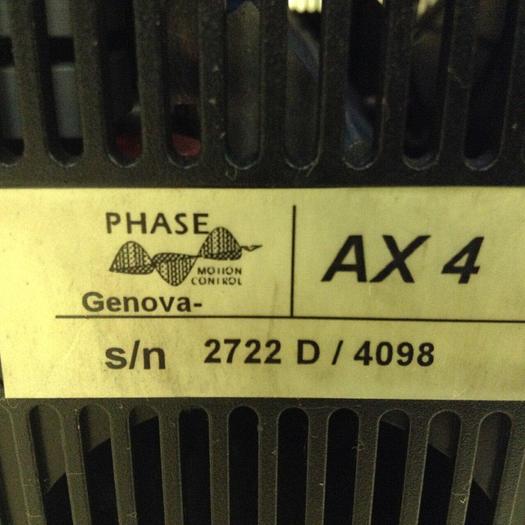 PHASE
MOTION
CONTROL
Genova-
AX 4
s/n 2722 D / 4098